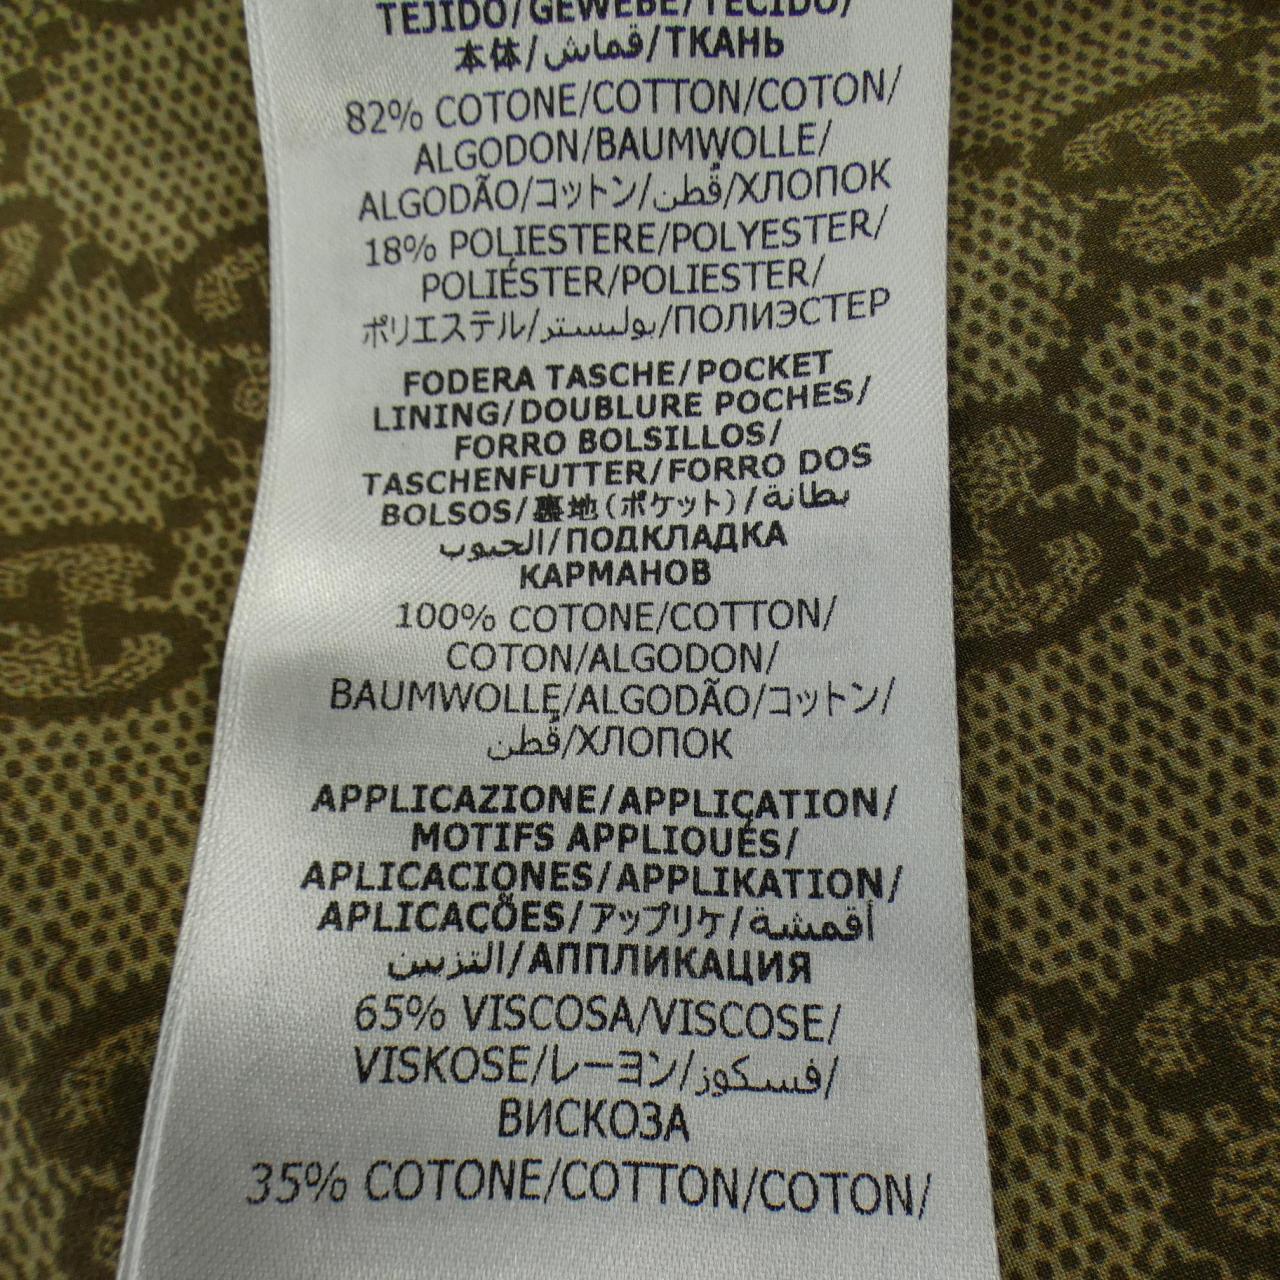 TEJIDO/GEWEBE/TECIDO/
本体/قماش/ТКАНЬ
82% COTONE/COTTON/COTON/
ALGODON/BAUMWOLLE/
ALGODÃO/コットン/قُطن/ХЛОПОК
18% POLIESTERE/POLYESTER/
POLIÉSTER/POLIESTER/
ポリエステル/بوليستر/ПОЛИЭСТЕР
FODERA TASCHE/POCKET
LINING/DOUBLURE POCHES/
FORRO BOLSILLOS/
TASCHENFUTTER/FORRO DOS
BOLSOS/裏地(ポケット)/بطانة
الجيوب/ПОДКЛАДКА
КАРМАНОВ
100% COTONE/COTTON/
COTON/ALGODON/
BAUMWOLLE/ALGODÃO/コットン/
قُطن/ХЛОПОК
APPLICAZIONE/APPLICATION/
MOTIFS APPLIQUÉS/
APLICACIONES/APPLIKATION/
APLICACÕES/アップリケ/أقمشة
التزيين/АППЛИКАЦИЯ
65% VISCOSA/VISCOSE/
VISKOSE/レーヨン/فسكوز/
ВИСКОЗА
35% COTONE/COTTON/COTON/